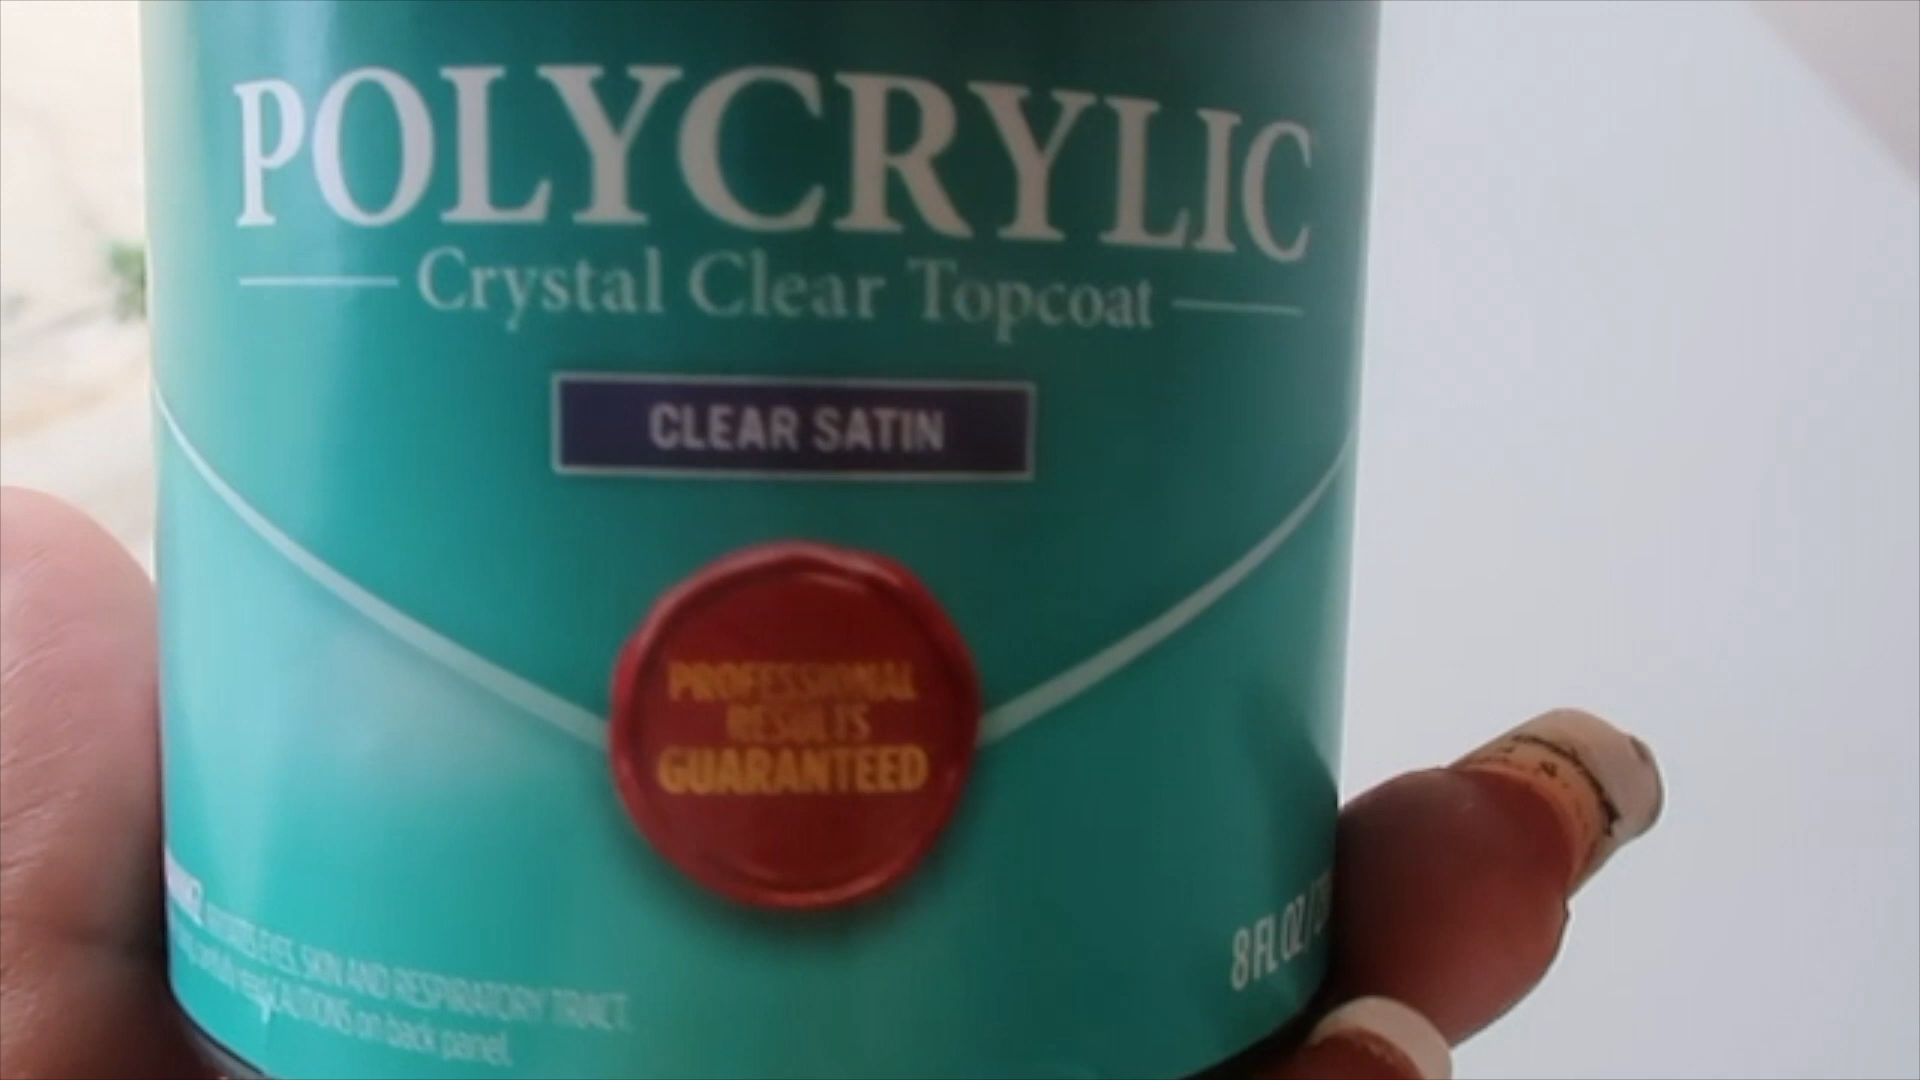 POLYCRYLIC
Crystal Clear Topcoat
CLEAR SATIN
PROFESSIONAL
RESULTS
GUARANTEED
EYES, SKIN AND RESPIRATORY TRACT.
CAUTIONS on back panel.
8 FL OZ /